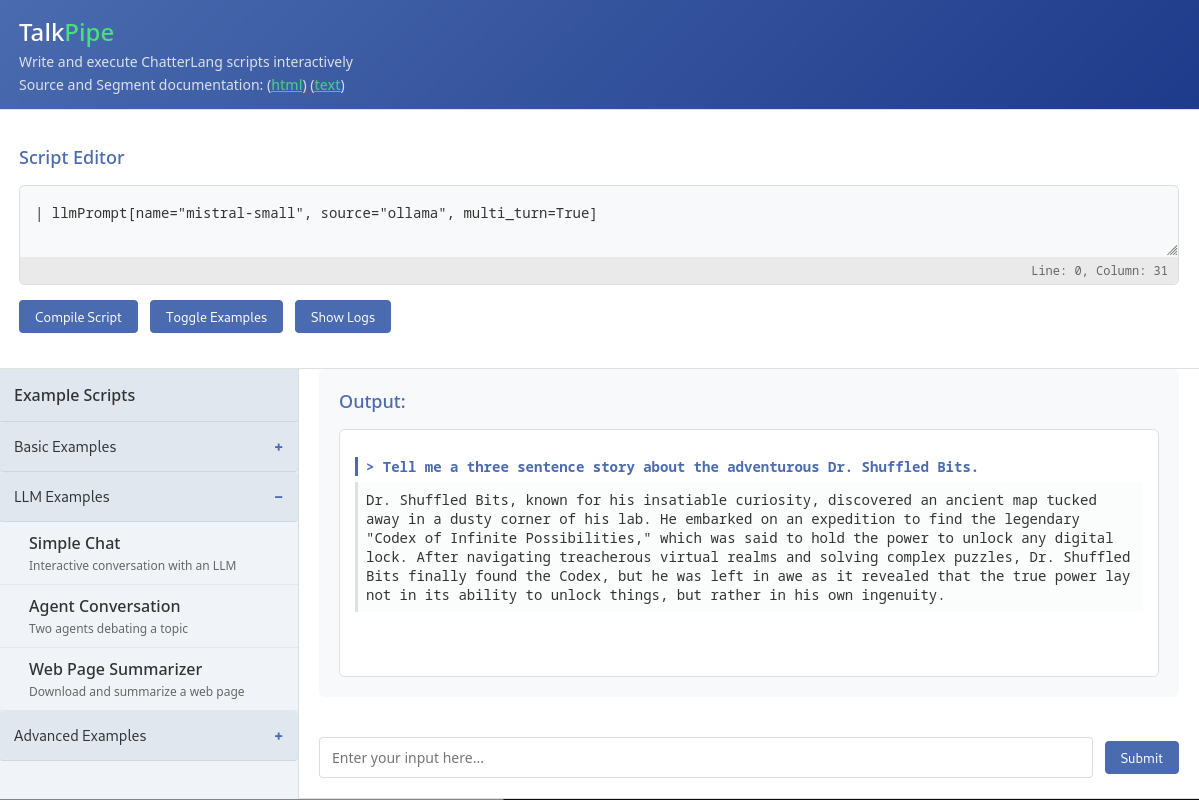 TalkPipe
Write and execute ChatterLang scripts interactively
Source and Segment documentation: (html) (text)
Script Editor
| llmPrompt[name="mistral-small", source="ollama", multi_turn=True]
Line: 0, Column: 31
Compile Script
Toggle Examples
Show Logs
Example Scripts
Basic Examples +
LLM Examples −
Simple Chat
Interactive conversation with an LLM
Agent Conversation
Two agents debating a topic
Web Page Summarizer
Download and summarize a web page
Advanced Examples +
Output:
> Tell me a three sentence story about the adventurous Dr. Shuffled Bits.
Dr. Shuffled Bits, known for his insatiable curiosity, discovered an ancient map tucked
away in a dusty corner of his lab. He embarked on an expedition to find the legendary
"Codex of Infinite Possibilities," which was said to hold the power to unlock any digital
lock. After navigating treacherous virtual realms and solving complex puzzles, Dr. Shuffled
Bits finally found the Codex, but he was left in awe as it revealed that the true power lay
not in its ability to unlock things, but rather in his own ingenuity.
Enter your input here...
Submit